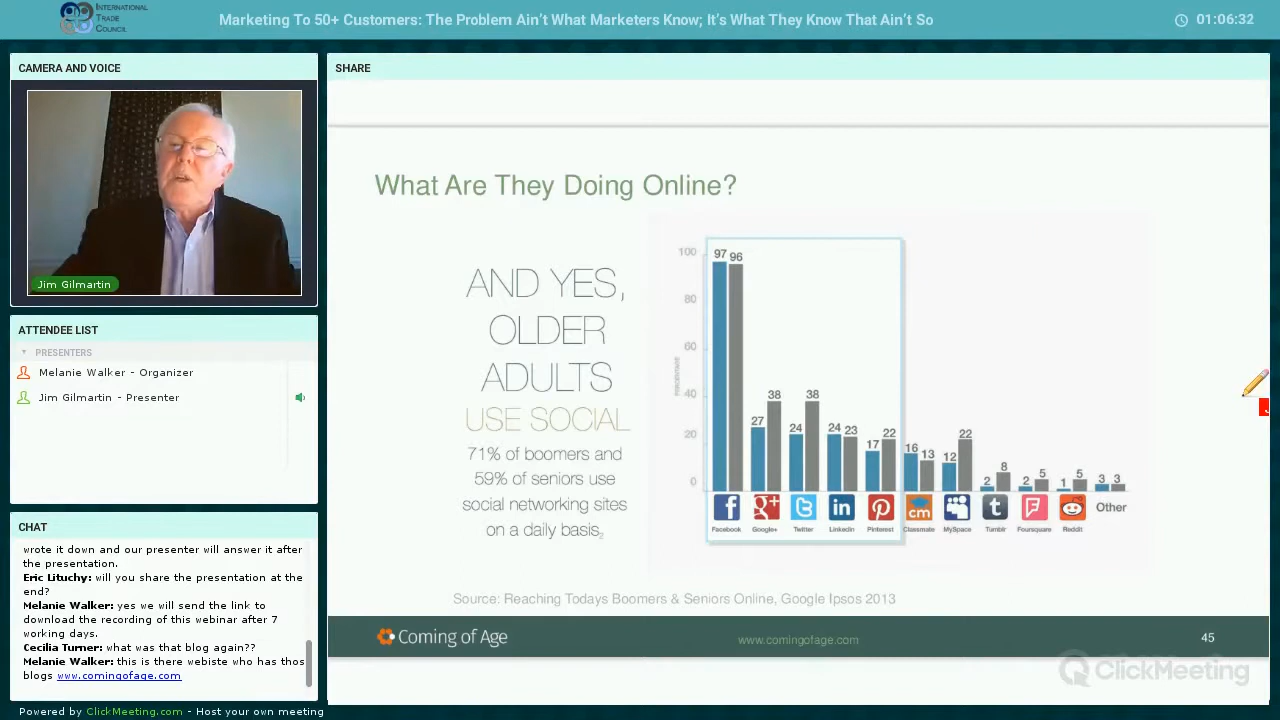 INTERNATIONAL
TRADE
COUNCIL
Marketing To 50+ Customers: The Problem Ain't What Marketers Know; It's What They Know That Ain't So
01:06:32
CAMERA AND VOICE
Jim Gilmartin
ATTENDEE LIST
PRESENTERS
Melanie Walker - Organizer
Jim Gilmartin - Presenter
CHAT
wrote it down and our presenter will answer it after
the presentation.
Eric Lituchy: will you share the presentation at the
end?
Melanie Walker: yes we will send the link to
download the recording of this webinar after 7
working days.
Cecilia Turner: what was that blog again??
Melanie Walker: this is there webiste who has thos
blogs www.comingofage.com
SHARE
What Are They Doing Online?
AND YES,
OLDER
ADULTS
USE SOCIAL
71% of boomers and
59% of seniors use
social networking sites
on a daily basis2
PERCENTAGE
100
80
60
40
20
0
97 96
27 38
24 38
24 23
17 22
16 13
12 22
2 8
2 5
1 5
3 3
f g+ t in p cm t
Facebook Google+ Twitter Linkedin Pinterest Classmate MySpace Tumblr Foursquare Reddit Other
Source: Reaching Todays Boomers & Seniors Online, Google Ipsos 2013
Coming of Age
www.comingofage.com
45
ClickMeeting
Powered by ClickMeeting.com - Host your own meeting